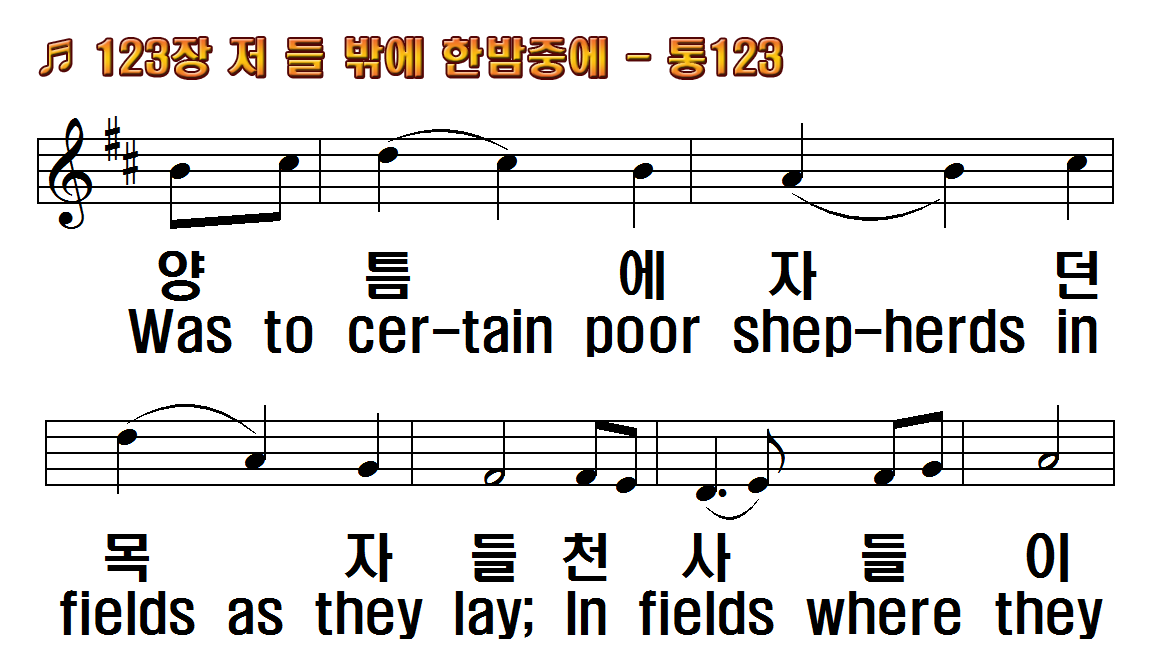 ♬ 123장 저 들 밖에 한밤중에 - 통123
양 틈 에 자 던
Was to cer-tain poor shep-herds in
목 자 들 천 사 들 이
fields as they lay; In fields where they